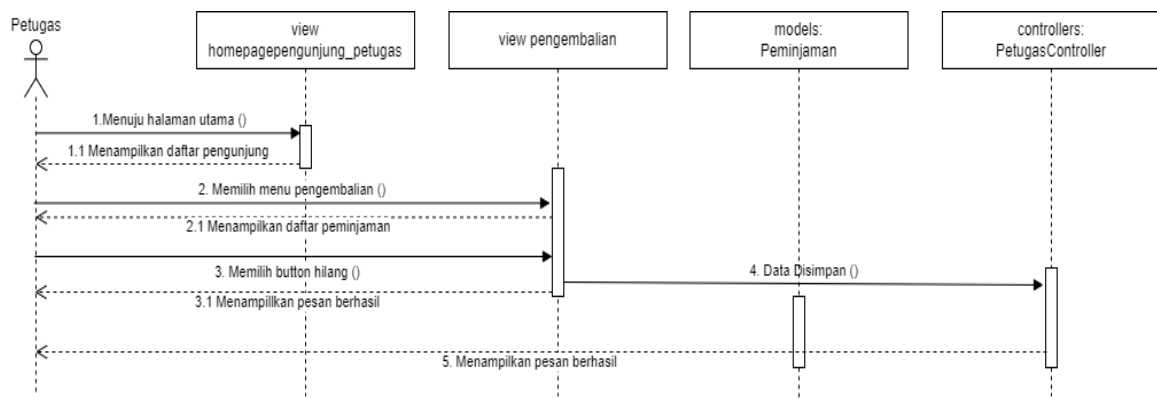 Petugas
view
homepagepengunjung_petugas
view pengembalian
models:
Peminjaman
controllers:
PetugasController
1.Menuju halaman utama ()
1.1 Menampilkan daftar pengunjung
2. Memilih menu pengembalian ()
2.1 Menampilkan daftar peminjaman
3. Memilih button hilang ()
4. Data Disimpan ()
3.1 Menampillkan pesan berhasil
5. Menampilkan pesan berhasil